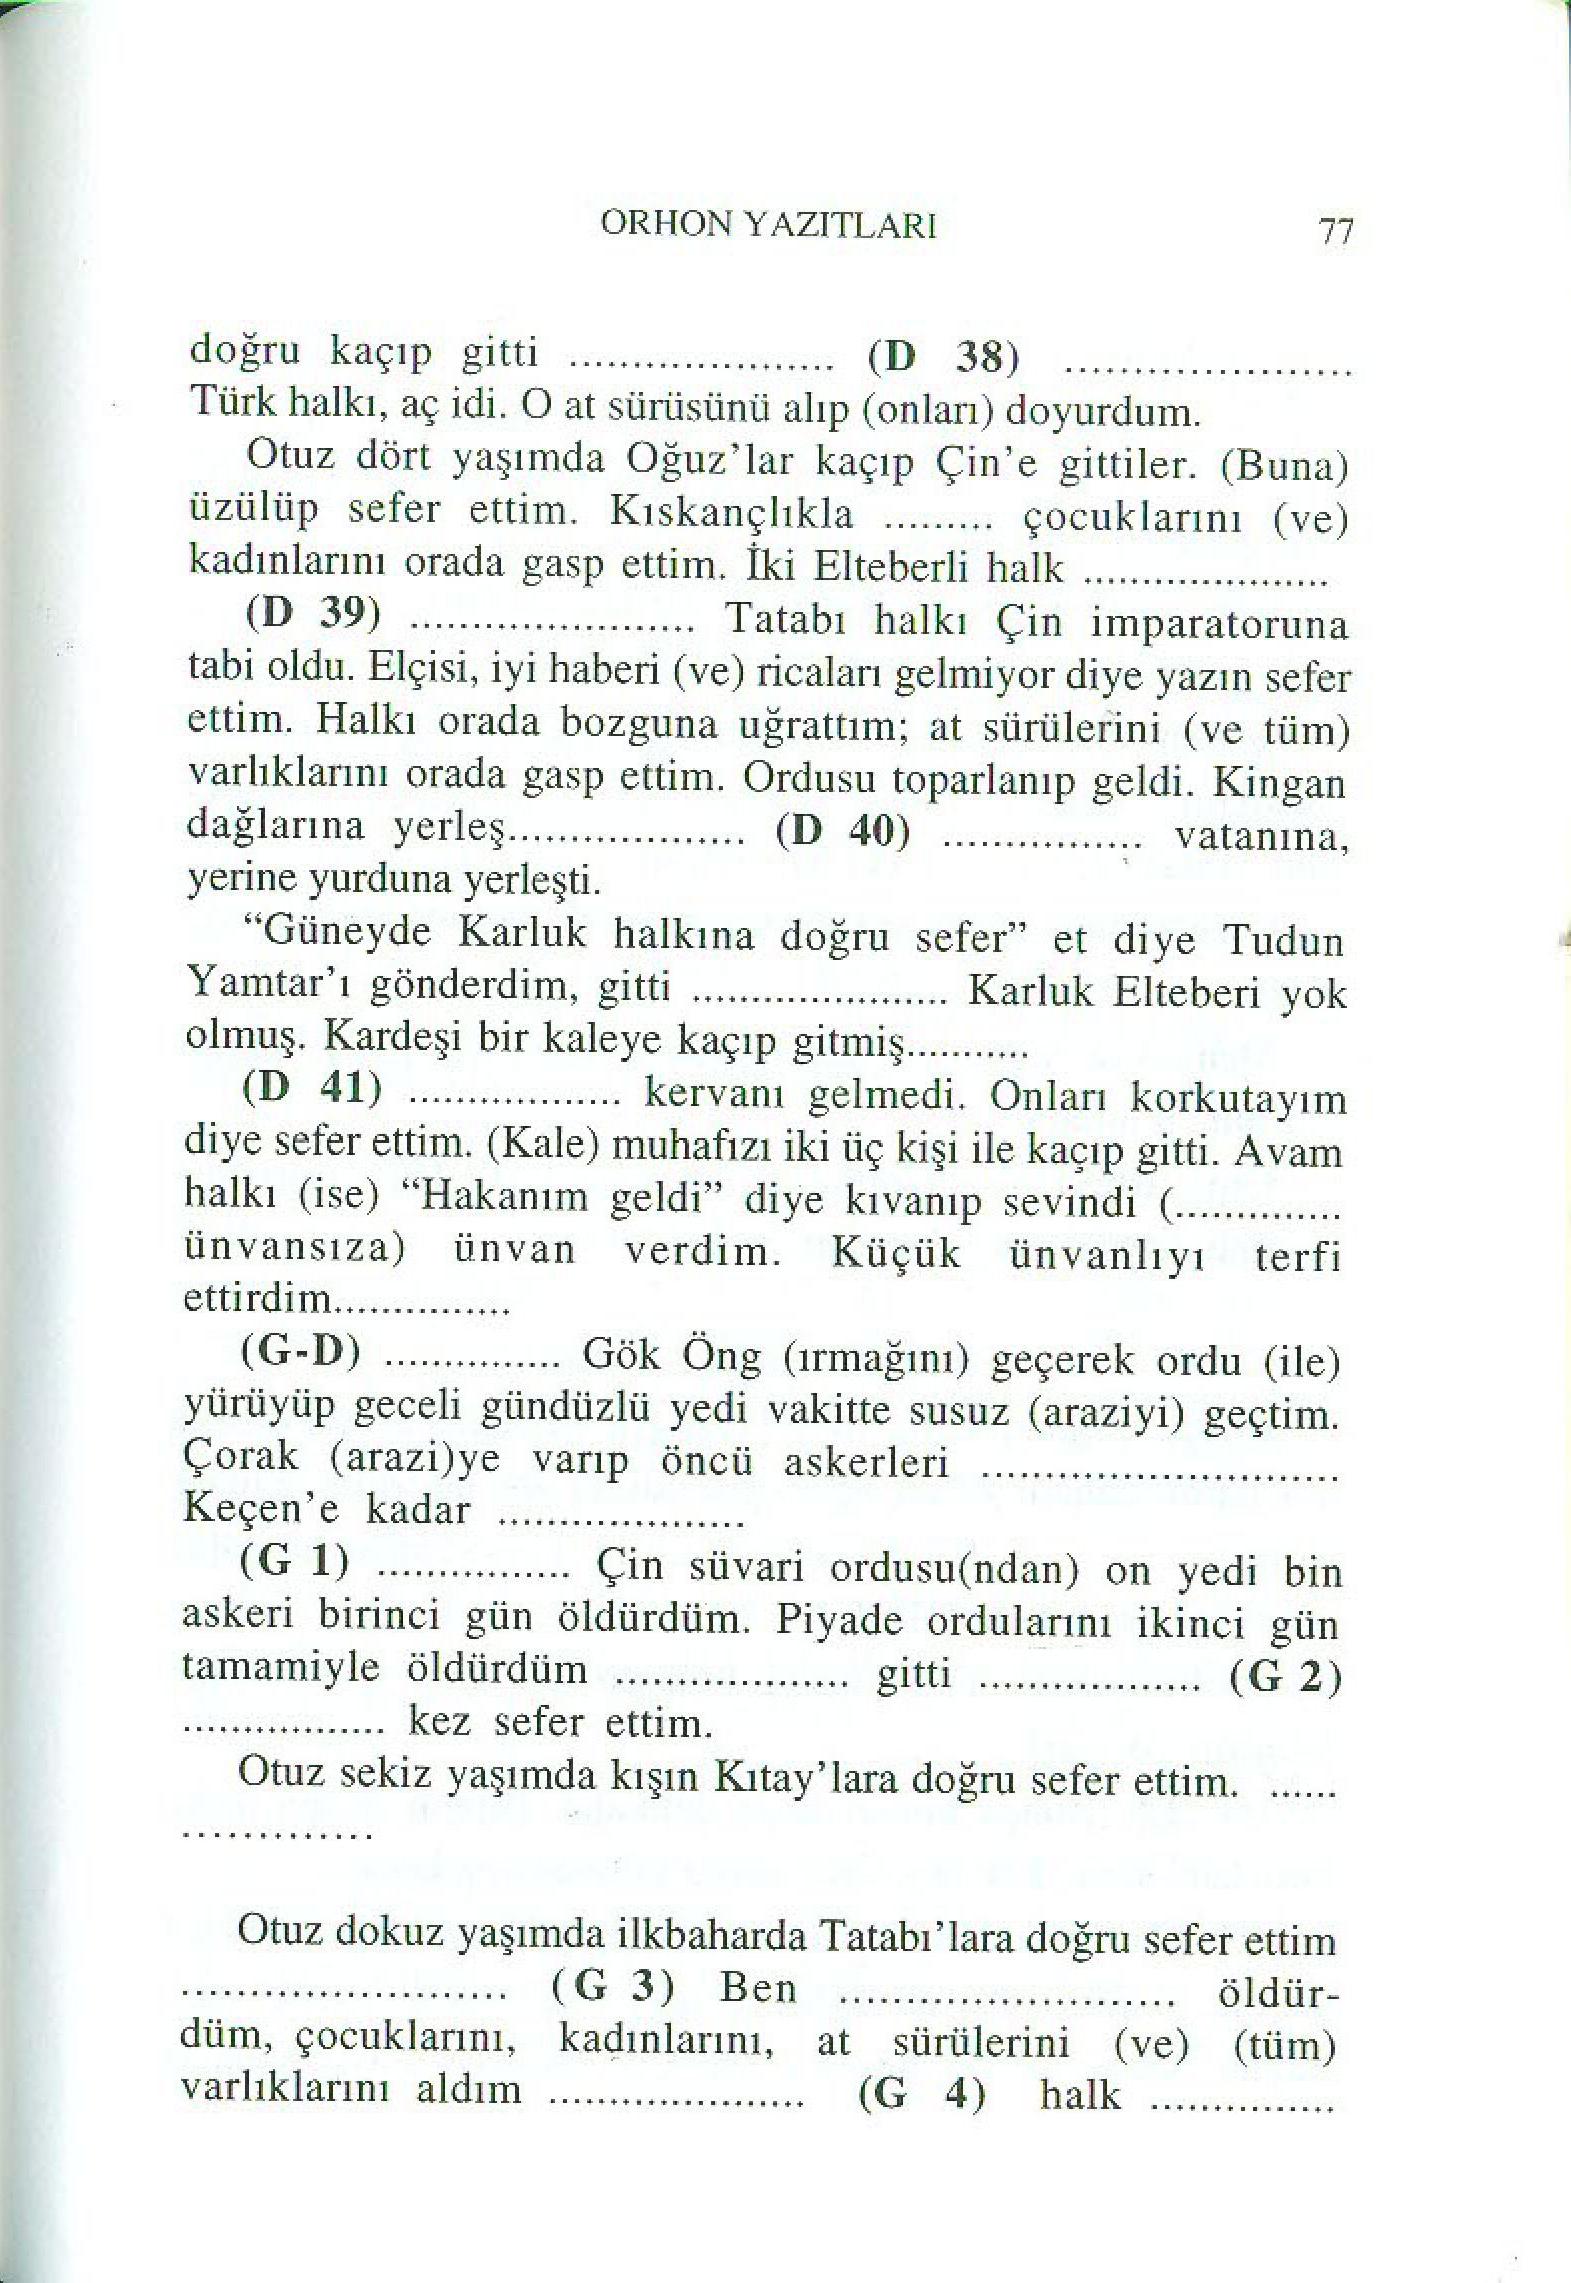 ORHON YAZITLARI 77
doğru kaçıp gitti ...................... (D 38) .......................
Türk halkı, aç idi. O at sürüsünü alıp (onları) doyurdum.
Otuz dört yaşımda Oğuz'lar kaçıp Çin'e gittiler. (Buna)
üzülüp sefer ettim. Kıskançlıkla ......... çocuklarını (ve)
kadınlarını orada gasp ettim. İki Elteberli halk ......................
(D 39) ....................... Tatabı halkı Çin imparatoruna
tabi oldu. Elçisi, iyi haberi (ve) ricaları gelmiyor diye yazın sefer
ettim. Halkı orada bozguna uğrattım; at sürülerini (ve tüm)
varlıklarını orada gasp ettim. Ordusu toparlanıp geldi. Kingan
dağlarına yerleş.................... (D 40) ................. vatanına,
yerine yurduna yerleşti.
“Güneyde Karluk halkına doğru sefer” et diye Tudun
Yamtar'ı gönderdim, gitti ...................... Karluk Elteberi yok
olmuş. Kardeşi bir kaleye kaçıp gitmiş...........
(D 41) .................. kervanı gelmedi. Onları korkutayım
diye sefer ettim. (Kale) muhafızı iki üç kişi ile kaçıp gitti. Avam
halkı (ise) “Hakanım geldi” diye kıvanıp sevindi (..............
ünvansıza) ünvan verdim. Küçük ünvanlıyı terfi
ettirdim...............
(G-D) ............... Gök Öng (ırmağını) geçerek ordu (ile)
yürüyüp geceli gündüzlü yedi vakitte susuz (araziyi) geçtim.
Çorak (arazi)ye varıp öncü askerleri .............................
Keçen'e kadar ....................
(G 1) ................ Çin süvari ordusu(ndan) on yedi bin
askeri birinci gün öldürdüm. Piyade ordularını ikinci gün
tamamiyle öldürdüm ................... gitti .................. (G 2)
................. kez sefer ettim.
Otuz sekiz yaşımda kışın Kıtay'lara doğru sefer ettim. ......
.............
Otuz dokuz yaşımda ilkbaharda Tatabı'lara doğru sefer ettim
........................ (G 3) Ben ......................... öldür-
düm, çocuklarını, kadınlarını, at sürülerini (ve) (tüm)
varlıklarını aldım ..................... (G 4) halk ...............